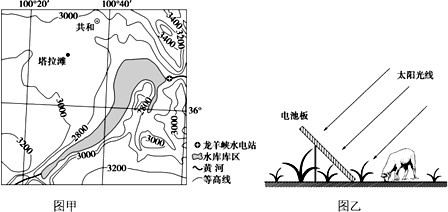 100°20′
100°40′
3000
3400
3200
3400
共和
塔拉滩
3000
2800
2800
3000
36°
3000
3200
3200
龙羊峡水电站
水库库区
黄河
等高线
图甲
太阳光线
电池板
图乙